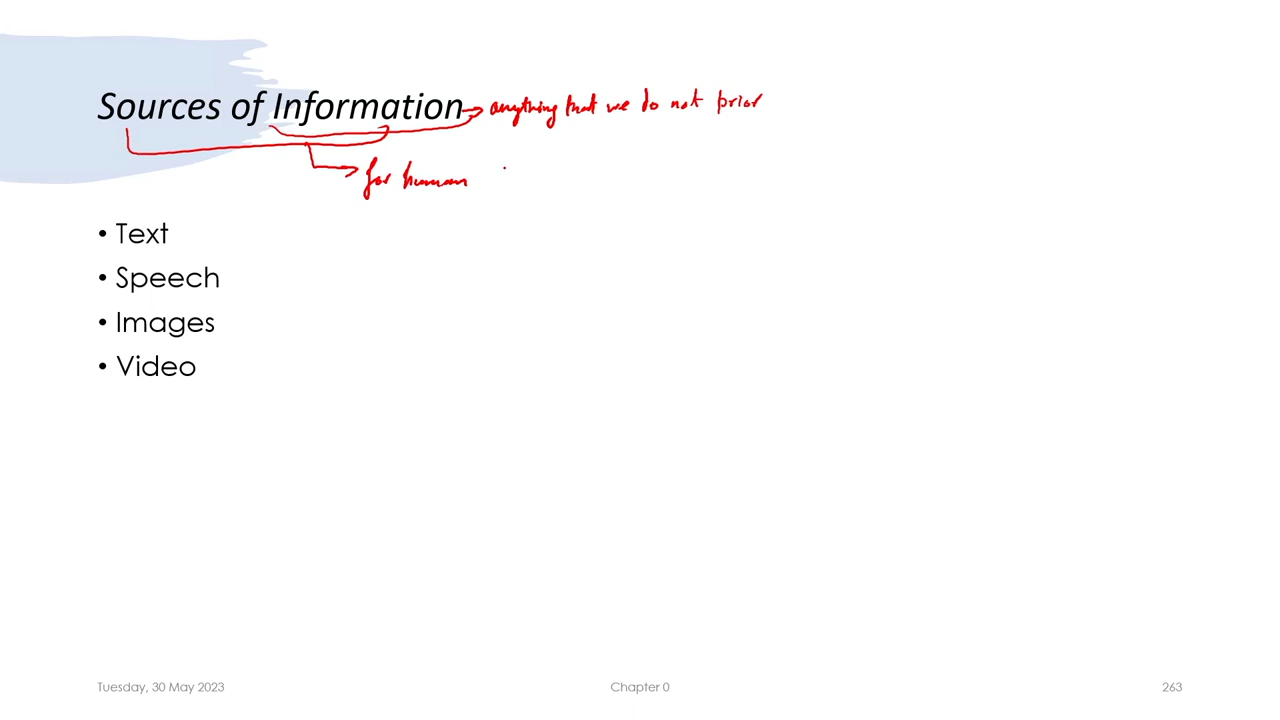 Sources of Information → anything that we do not prior
for human
• Text
• Speech
• Images
• Video
Tuesday, 30 May 2023 Chapter 0 263